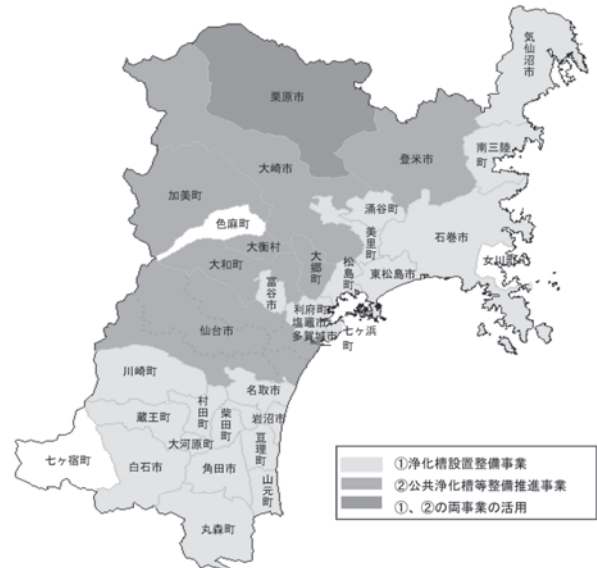 気仙沼市
栗原市
南三陸町
登米市
大崎市
加美町
涌谷町
色麻町
美里町
石巻市
大衡村
大郷町
松島町
女川町
大和町
東松島市
富谷市
利府町
塩竈市
多賀城市
七ヶ浜町
仙台市
川崎町
名取市
村田町
柴田町
岩沼市
蔵王町
亘理町
大河原町
七ヶ宿町
白石市
角田市
山元町
丸森町
①浄化槽設置整備事業
②公共浄化槽等整備推進事業
①、②の両事業の活用